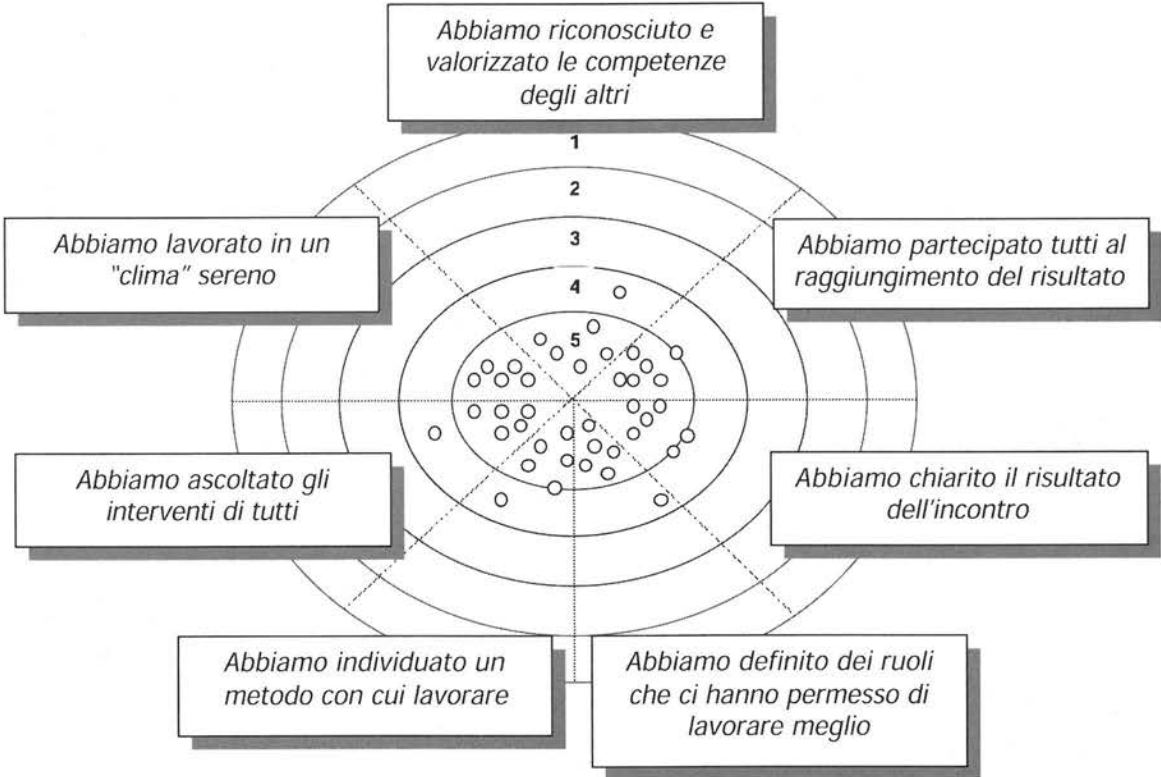 Abbiamo riconosciuto e
valorizzato le competenze
degli altri
1
2
3
4
5
Abbiamo lavorato in un
"clima" sereno
Abbiamo partecipato tutti al
raggiungimento del risultato
Abbiamo ascoltato gli
interventi di tutti
Abbiamo chiarito il risultato
dell'incontro
Abbiamo individuato un
metodo con cui lavorare
Abbiamo definito dei ruoli
che ci hanno permesso di
lavorare meglio